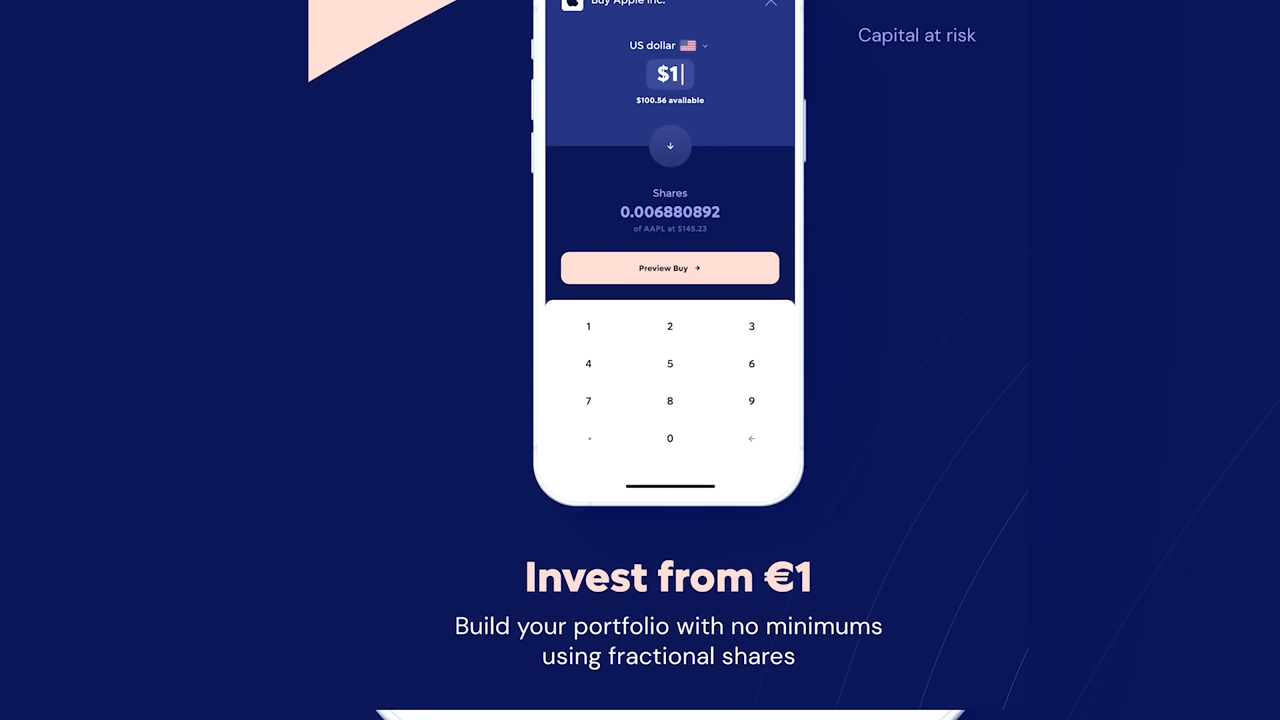 Buy Apple Inc.
Capital at risk
US dollar
$1
$100.56 available
Shares
0.006880892
of AAPL at $145.23
Preview Buy →
1 2 3
4 5 6
7 8 9
. 0 ←
Invest from €1
Build your portfolio with no minimums
using fractional shares